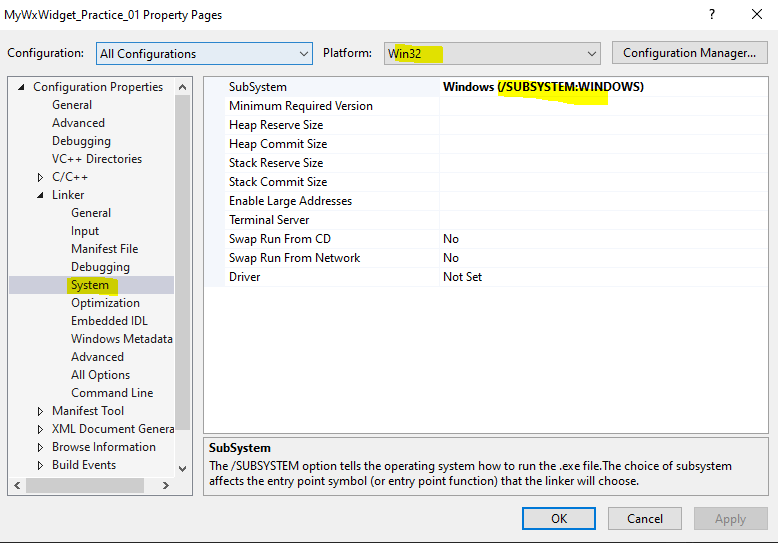 MyWxWidget_Practice_01 Property Pages
Configuration: All Configurations Platform: Win32 Configuration Manager...
Configuration Properties
General
Advanced
Debugging
VC++ Directories
C/C++
Linker
General
Input
Manifest File
Debugging
System
Optimization
Embedded IDL
Windows Metadata
Advanced
All Options
Command Line
Manifest Tool
XML Document Genera
Browse Information
Build Events
SubSystem Windows (/SUBSYSTEM:WINDOWS)
Minimum Required Version
Heap Reserve Size
Heap Commit Size
Stack Reserve Size
Stack Commit Size
Enable Large Addresses
Terminal Server
Swap Run From CD No
Swap Run From Network No
Driver Not Set
SubSystem
The /SUBSYSTEM option tells the operating system how to run the .exe file.The choice of subsystem
affects the entry point symbol (or entry point function) that the linker will choose.
OK Cancel Apply